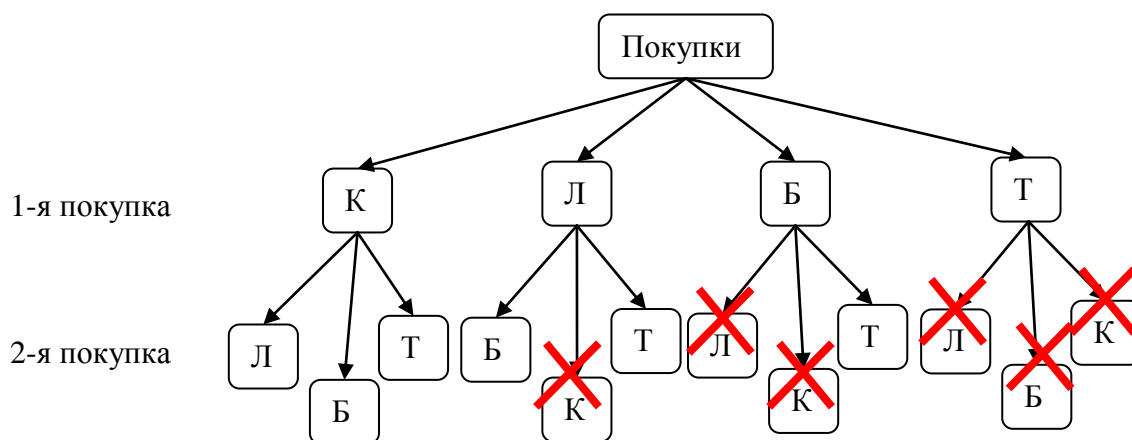 Покупки
1-я покупка
К Л Б Т
2-я покупка
Л Б Т Б К Т Л К Т Л Б К